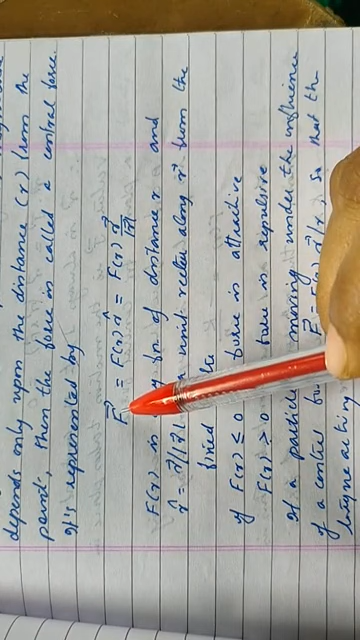 depends only upon the distance (r) from the
point, then the force is called a central force.
It's represented by
F⃗ = F(r) r̂ = F(r) r⃗/|r⃗|
F(r) is fn of distance r and
r̂ = r⃗/|r⃗| unit vector along r⃗ from the
fixed
if F(r) ≤ 0 force is attractive
F(r) > 0 force is repulsive
If a particle moving under the influence
of a central so that the
torque acting